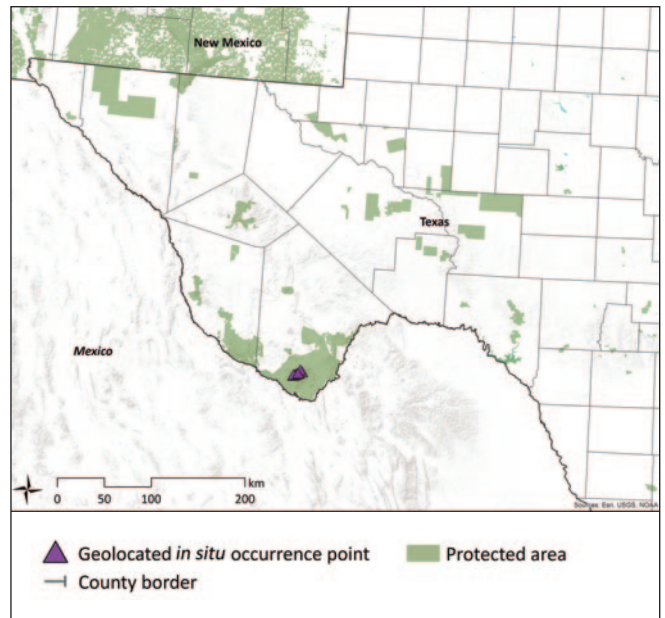 New Mexico
Texas
Mexico
km
0 50 100 200
Sources: Esri, USGS, NOAA
Geolocated in situ occurrence point
Protected area
County border